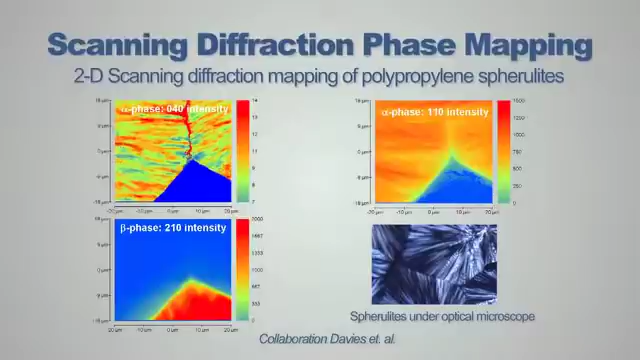 Scanning Diffraction Phase Mapping
2-D Scanning diffraction mapping of polypropylene spherulites
α-phase: 040 intensity
α-phase: 110 intensity
β-phase: 210 intensity
Spherulites under optical microscope
Collaboration Davies et. al.